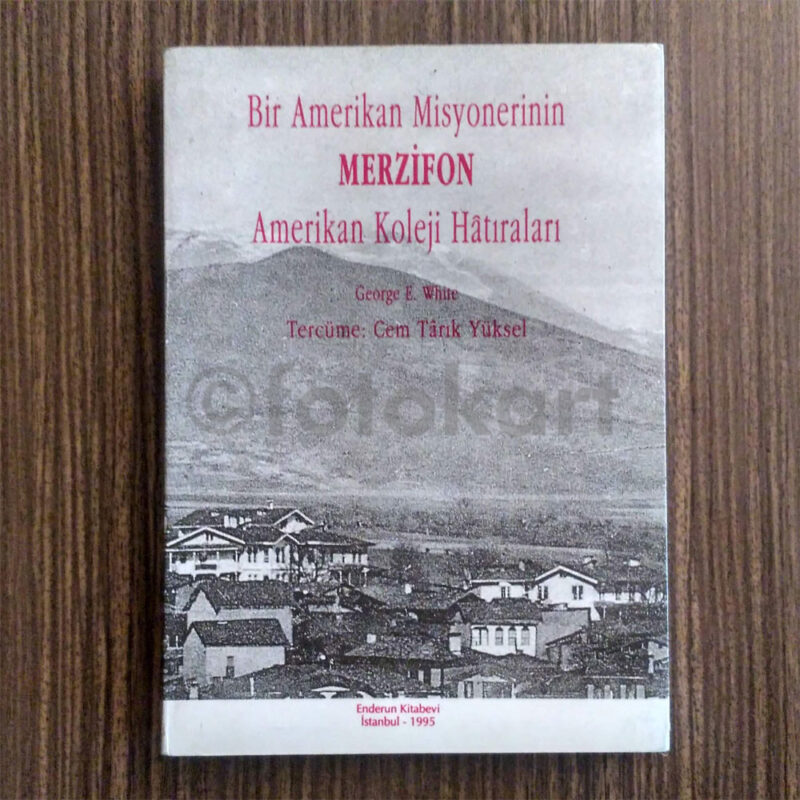 Bir Amerikan Misyonerinin
MERZİFON
Amerikan Koleji Hâtıraları
George E. White
Tercüme: Cem Târık Yüksel
©fotokart
Enderun Kitabevi
İstanbul - 1995